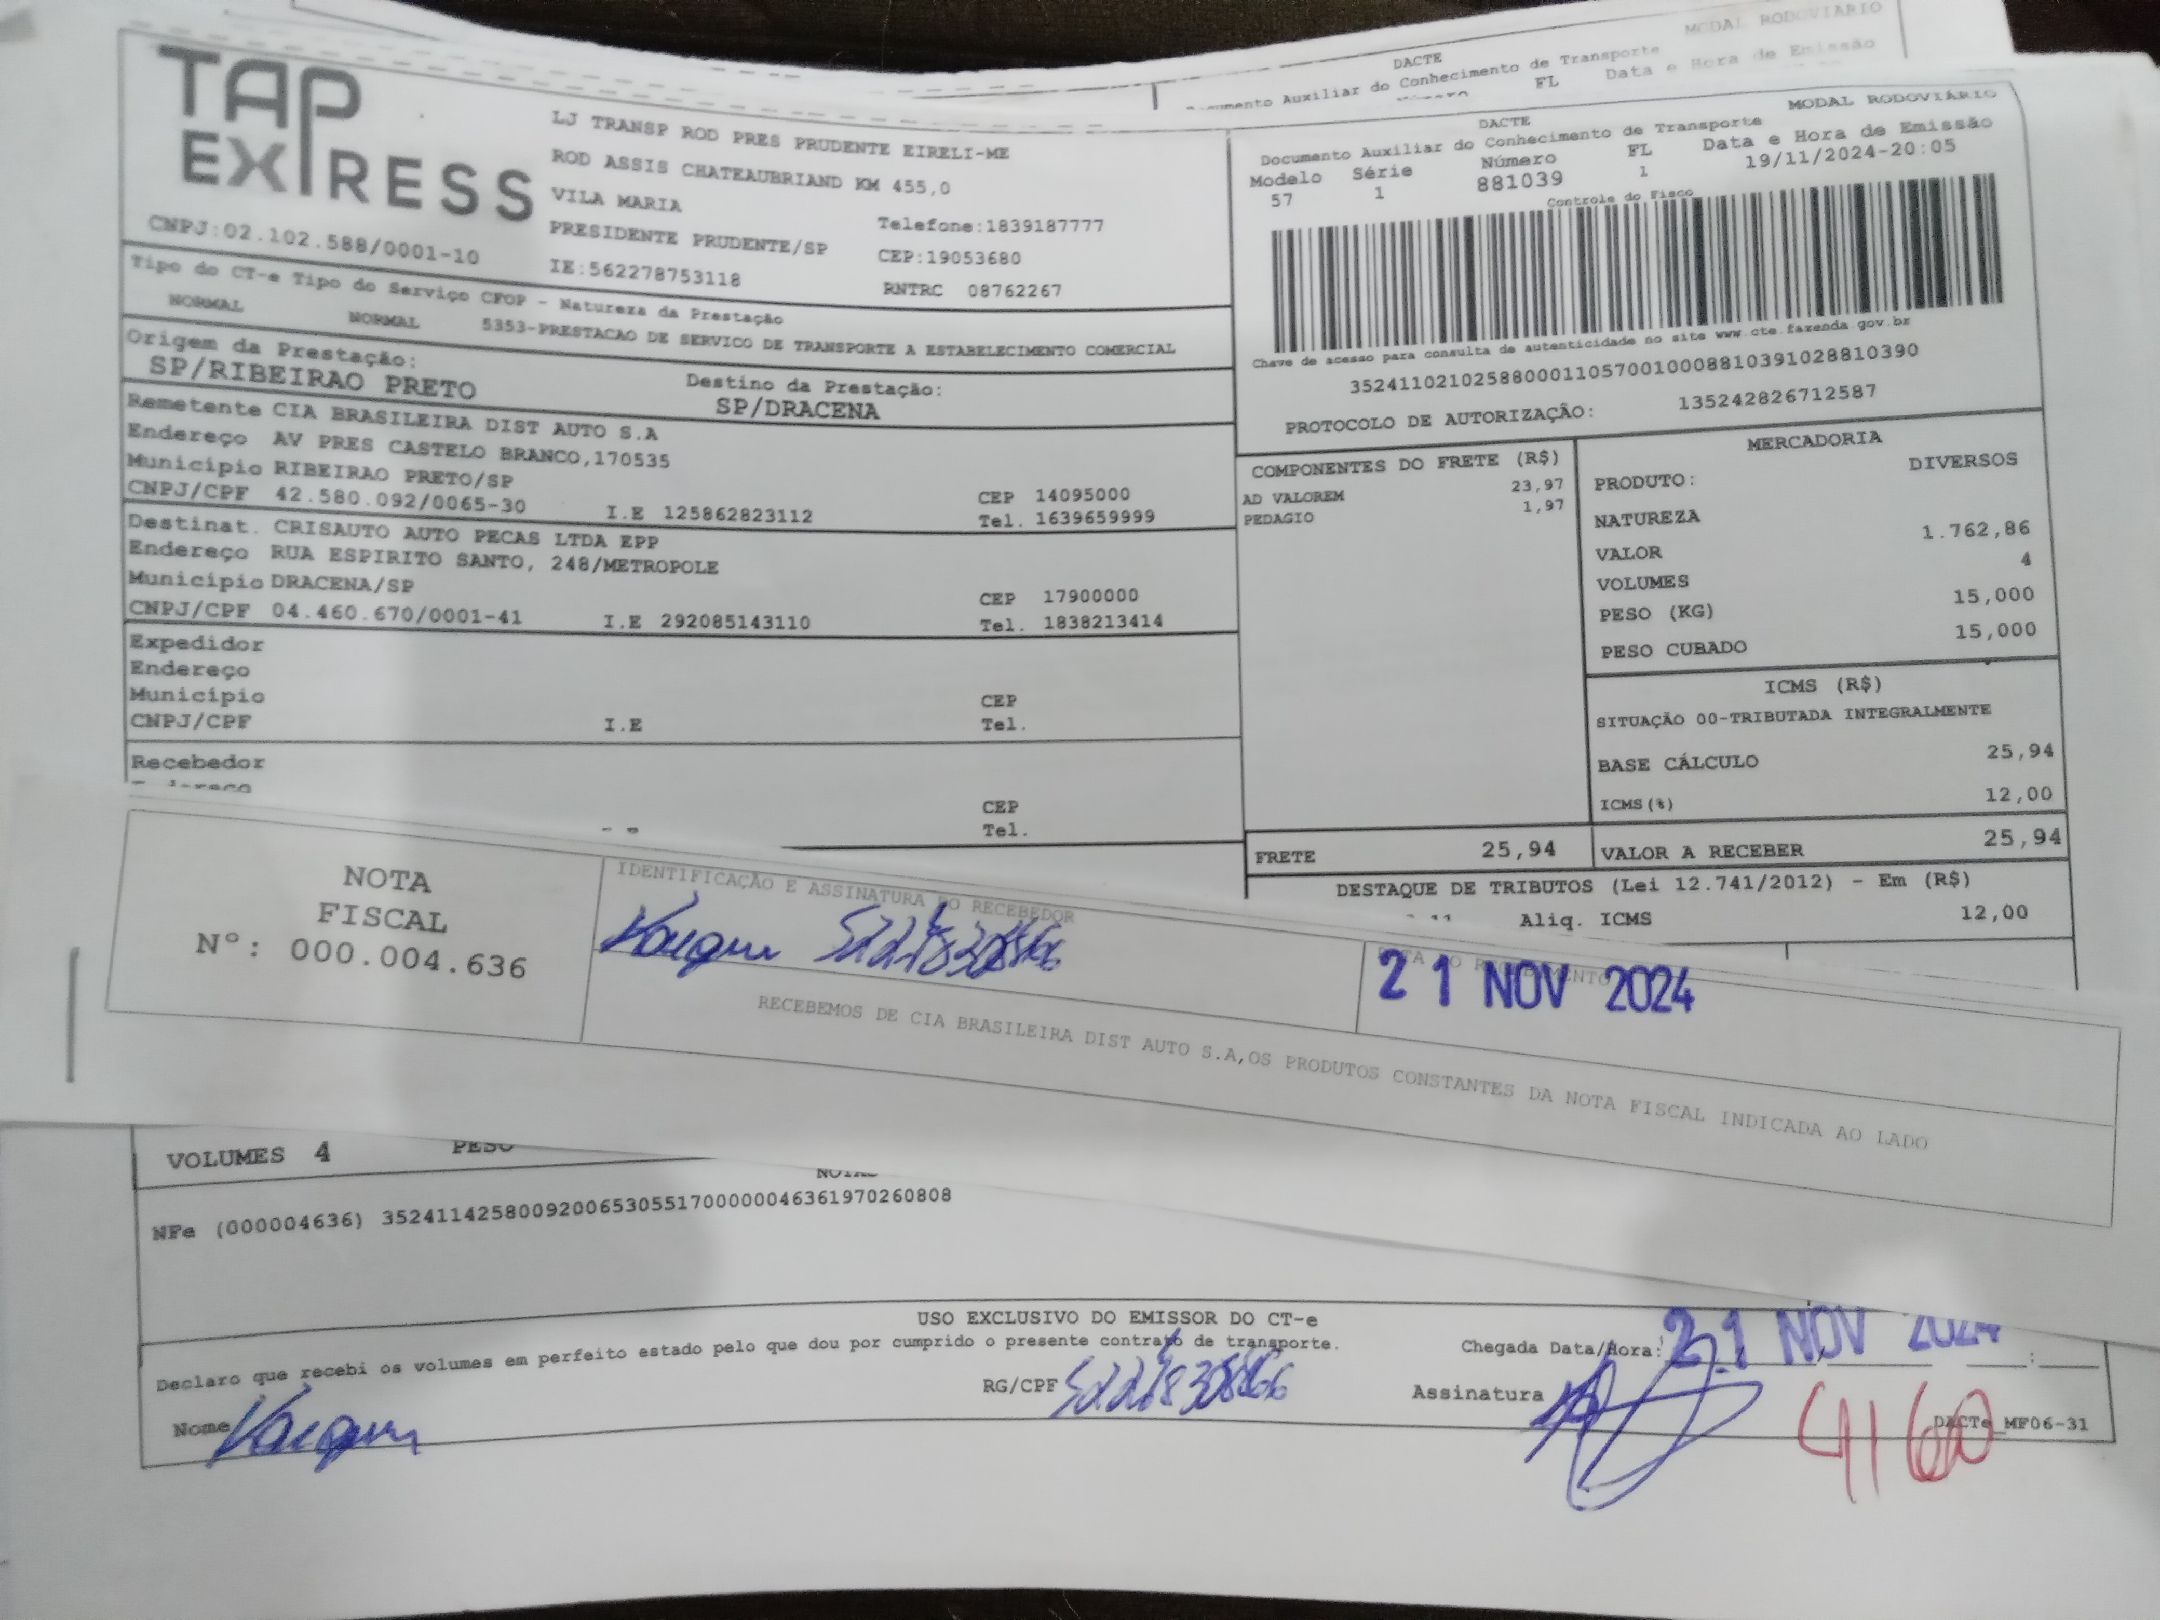 MODAL RODOVIÁRIO
DACTE
Documento Auxiliar do Conhecimento de Transporte
FL Data e Hora de Emissão
TAP
EXPRESS
CNPJ:02.102.588/0001-10
LJ TRANSP ROD PRES PRUDENTE EIRELI-ME
ROD ASSIS CHATEAUBRIAND KM 455,0
VILA MARIA
Telefone:1839187777
PRESIDENTE PRUDENTE/SP
CEP:19053680
IE:562278753118
RNTRC 08762267
MODAL RODOVIÁRIO
DACTE
Documento Auxiliar do Conhecimento de Transporte
Modelo Série Número FL Data e Hora de Emissão
57 1 881039 1 19/11/2024-20:05
Controle do Fisco
Chave de acesso para consulta de autenticidade no site www.cte.fazenda.gov.br
35241102102588000110570010008810391028810390
PROTOCOLO DE AUTORIZAÇÃO: 135242826712587
Tipo do CT-e Tipo do Serviço CFOP - Natureza da Prestação
NORMAL NORMAL 5353-PRESTACAO DE SERVICO DE TRANSPORTE A ESTABELECIMENTO COMERCIAL
Origem da Prestação:
SP/RIBEIRAO PRETO
Destino da Prestação:
SP/DRACENA
Remetente CIA BRASILEIRA DIST AUTO S.A
Endereço AV PRES CASTELO BRANCO,170535
Município RIBEIRAO PRETO/SP CEP 14095000
CNPJ/CPF 42.580.092/0065-30 I.E 125862823112 Tel. 1639659999
Destinat. CRISAUTO AUTO PECAS LTDA EPP
Endereço RUA ESPIRITO SANTO, 248/METROPOLE
Município DRACENA/SP CEP 17900000
CNPJ/CPF 04.460.670/0001-41 I.E 292085143110 Tel. 1838213414
Expedidor
Endereço
Município CEP
CNPJ/CPF I.E Tel.
Recebedor
CEP
Tel.
COMPONENTES DO FRETE (R$)
AD VALOREM 23,97
PEDAGIO 1,97
MERCADORIA
PRODUTO: DIVERSOS
NATUREZA
VALOR 1.762,86
VOLUMES 4
PESO (KG) 15,000
PESO CUBADO 15,000
ICMS (R$)
SITUAÇÃO 00-TRIBUTADA INTEGRALMENTE
BASE CÁLCULO 25,94
ICMS(%) 12,00
FRETE 25,94 VALOR A RECEBER 25,94
DESTAQUE DE TRIBUTOS (Lei 12.741/2012) - Em (R$)
Aliq. ICMS 12,00
NOTA
FISCAL
N°: 000.004.636
IDENTIFICAÇÃO E ASSINATURA DO RECEBEDOR
21 NOV 2024
RECEBEMOS DE CIA BRASILEIRA DIST AUTO S.A,OS PRODUTOS CONSTANTES DA NOTA FISCAL INDICADA AO LADO
VOLUMES 4 PESO
NFe (000004636) 35241142580092006530551700000046361970260808
USO EXCLUSIVO DO EMISSOR DO CT-e
Declaro que recebi os volumes em perfeito estado pelo que dou por cumprido o presente contrato de transporte.
Chegada Data/Hora: 21 NOV 2024
Nome RG/CPF Assinatura
4160
DACTe_MF06-31